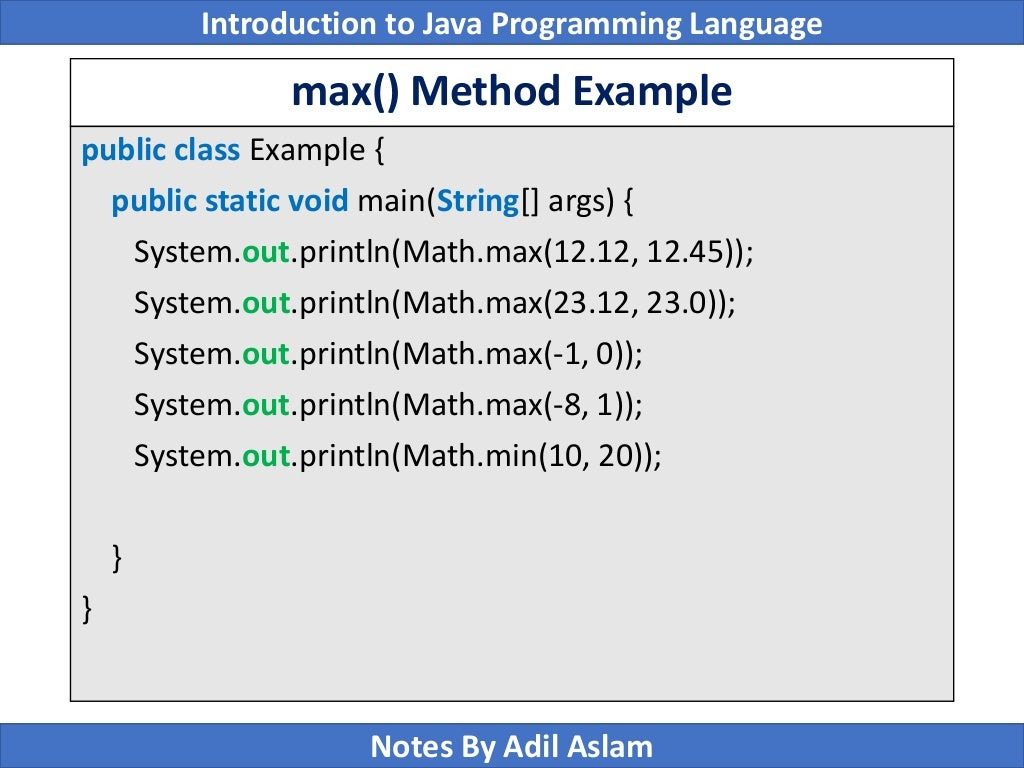 Introduction to Java Programming Language
max() Method Example
public class Example {
public static void main(String[] args) {
System.out.println(Math.max(12.12, 12.45));
System.out.println(Math.max(23.12, 23.0));
System.out.println(Math.max(-1, 0));
System.out.println(Math.max(-8, 1));
System.out.println(Math.min(10, 20));
}
}
Notes By Adil Aslam